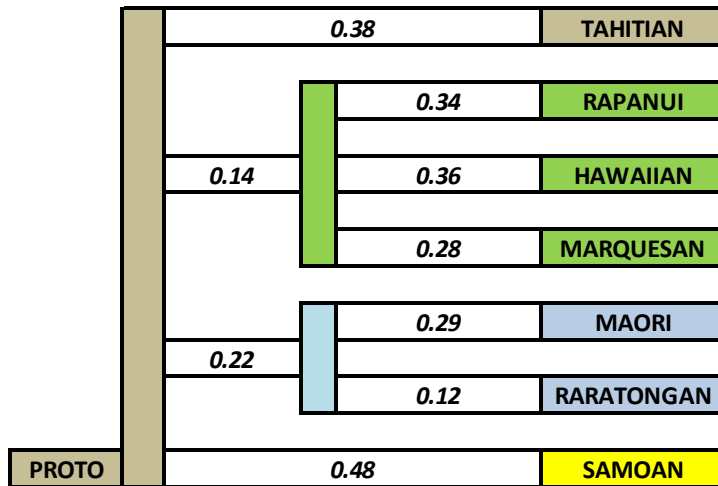 0.38 TAHITIAN
0.34 RAPANUI
0.14 0.36 HAWAIIAN
0.28 MARQUESAN
0.29 MAORI
0.22
0.12 RARATONGAN
PROTO 0.48 SAMOAN